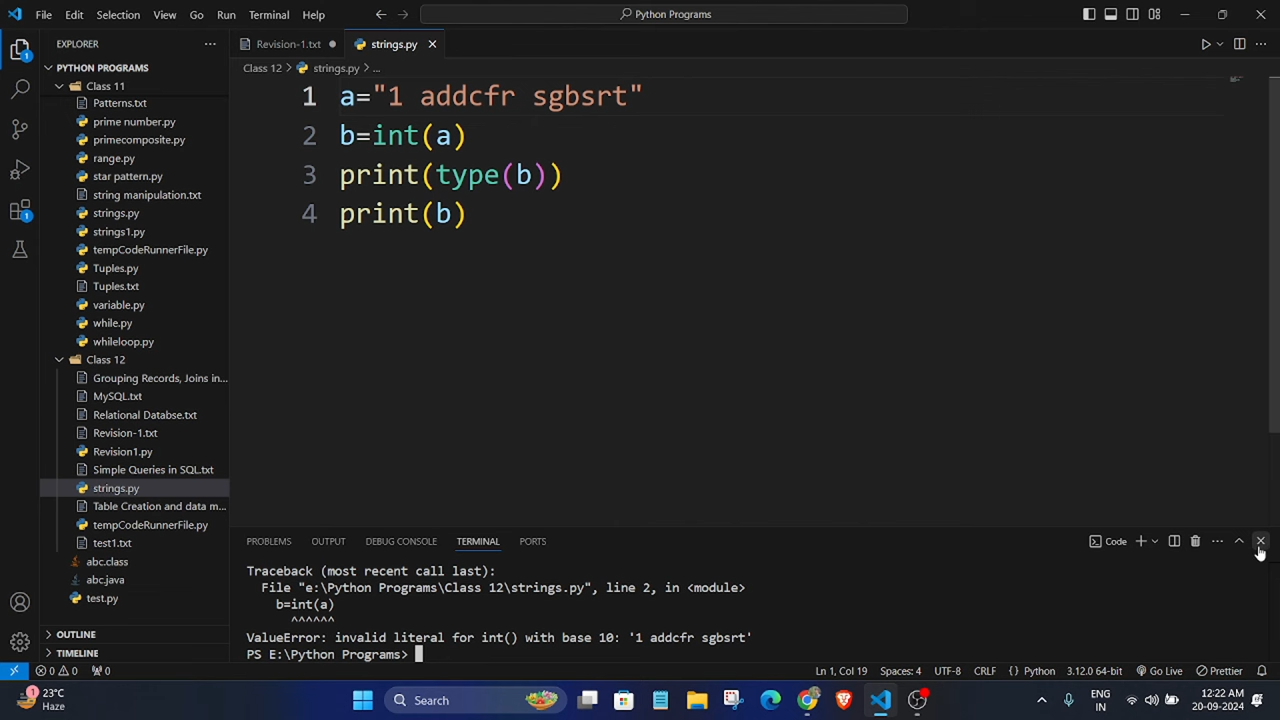 File Edit Selection View Go Run Terminal Help
Python Programs
EXPLORER
PYTHON PROGRAMS
Class 11
Patterns.txt
prime number.py
primecomposite.py
range.py
star pattern.py
string manipulation.txt
strings.py
strings1.py
tempCodeRunnerFile.py
Tuples.py
Tuples.txt
variable.py
while.py
whileloop.py
Class 12
Grouping Records, Joins in...
MySQL.txt
Relational Databse.txt
Revision-1.txt
Revision1.py
Simple Queries in SQL.txt
strings.py
Table Creation and data m...
tempCodeRunnerFile.py
test1.txt
abc.class
abc.java
test.py
OUTLINE
TIMELINE
1
1
Revision-1.txt
strings.py
Class 12 > strings.py > ...
1 a="1 addcfr sgbsrt"
2 b=int(a)
3 print(type(b))
4 print(b)
PROBLEMS OUTPUT DEBUG CONSOLE TERMINAL PORTS
Code
Traceback (most recent call last):
File "e:\Python Programs\Class 12\strings.py", line 2, in <module>
b=int(a)
^^^^^^
ValueError: invalid literal for int() with base 10: '1 addcfr sgbsrt'
PS E:\Python Programs>
0 0 0 Ln 1, Col 19 Spaces: 4 UTF-8 CRLF {} Python 3.12.0 64-bit Go Live Prettier
1 23°C
Haze
Search
ENG
IN
12:22 AM
20-09-2024